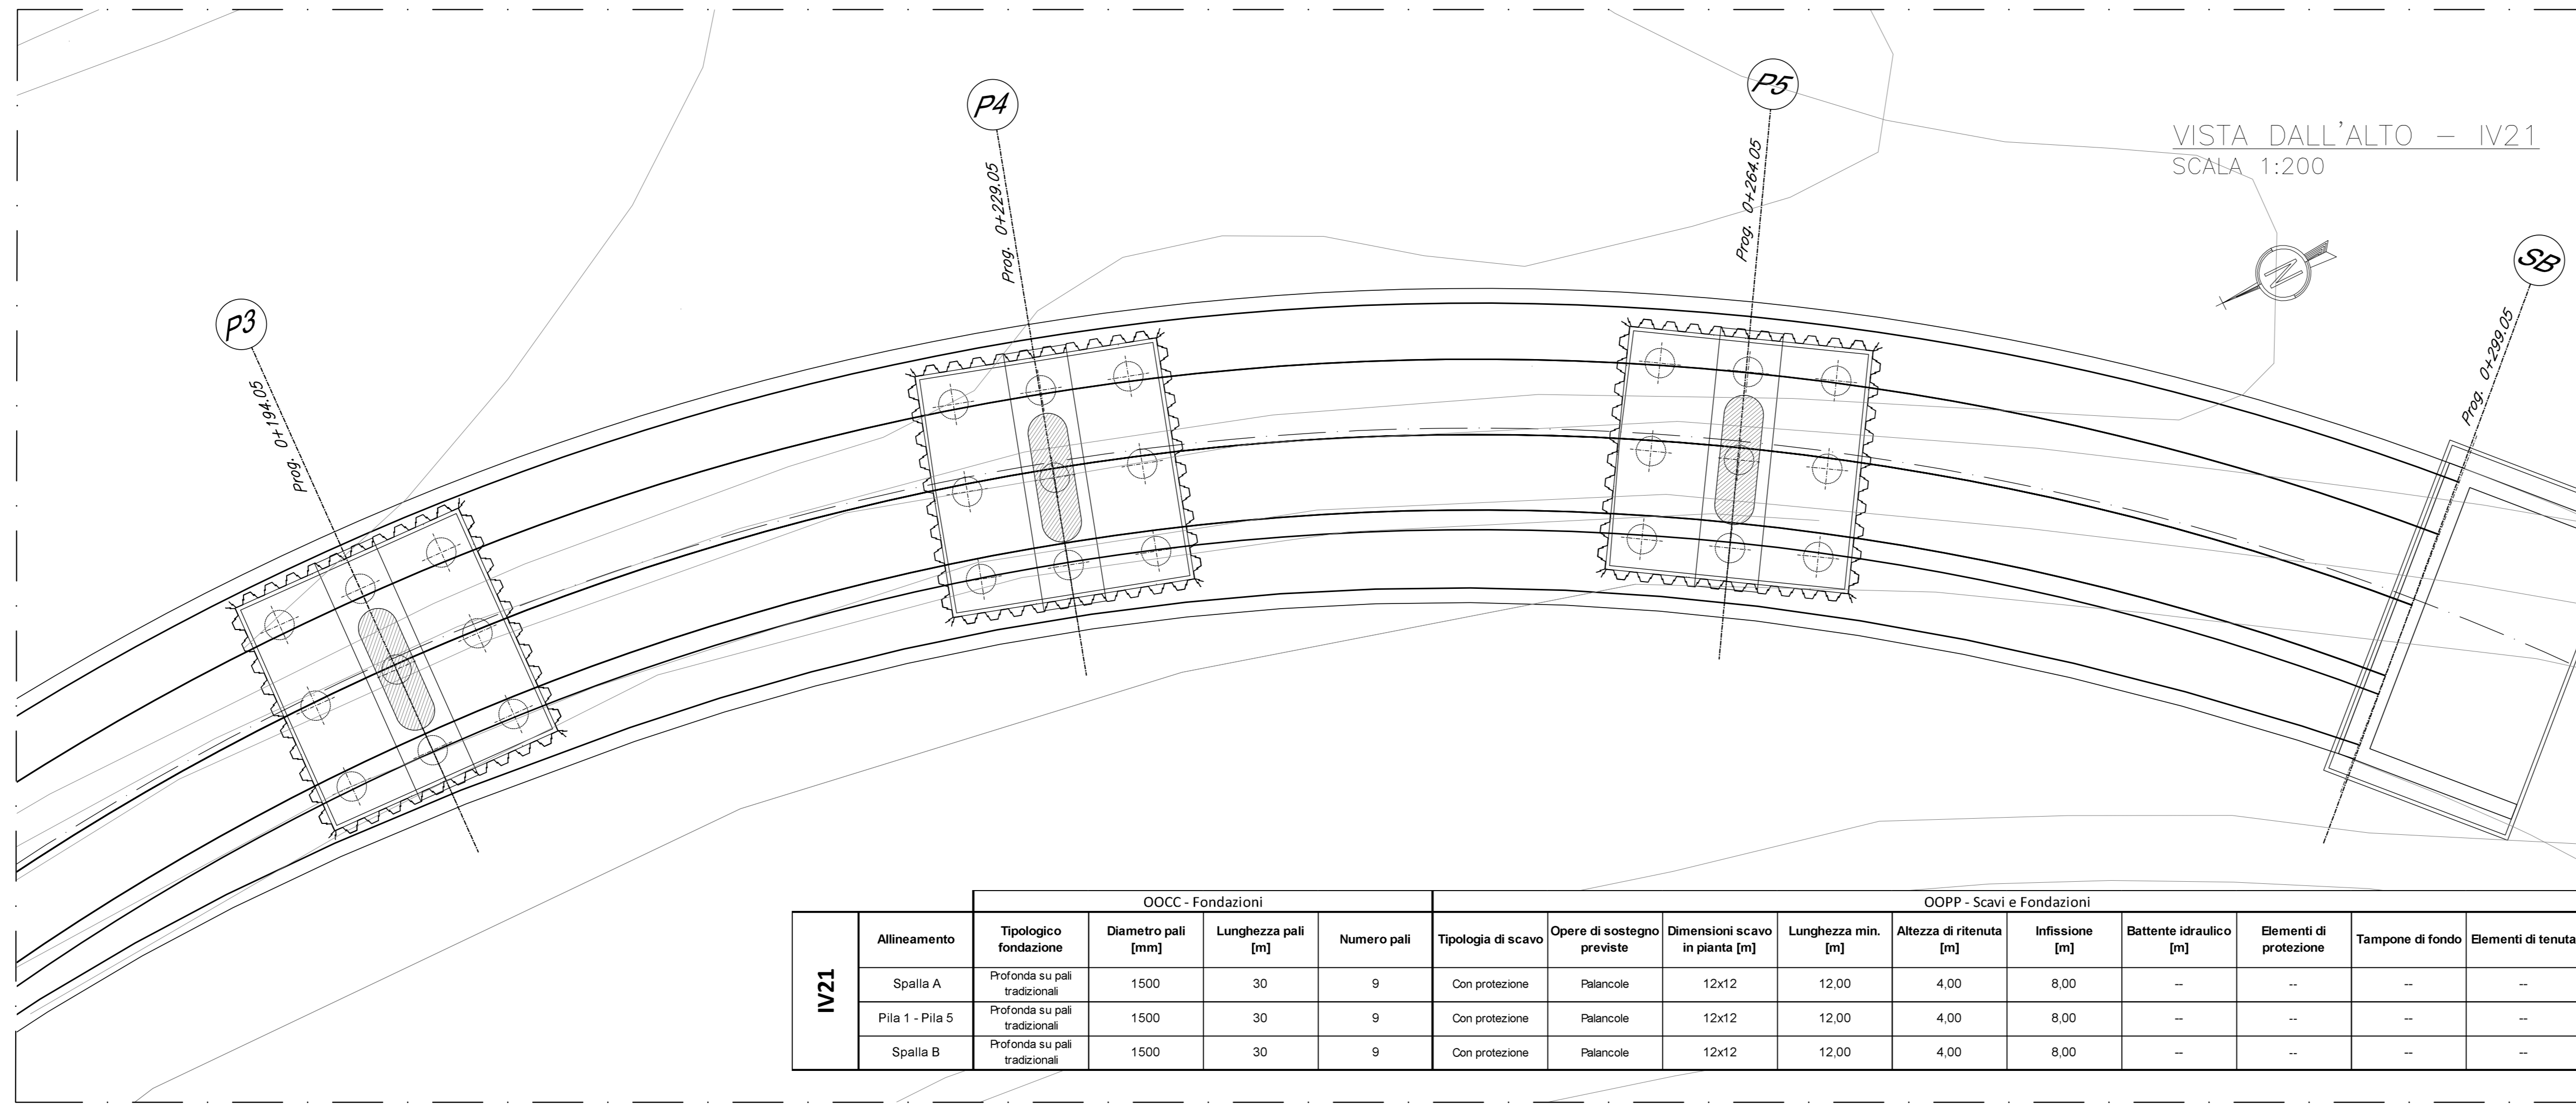 P3
Prog. 0+194.05
P4
Prog. 0+229.05
P5
Prog. 0+264.05
VISTA DALL'ALTO - IV21
SCALA 1:200
N
SB
Prog. 0+299.05
OOCC - Fondazioni
OOPP - Scavi e Fondazioni
IV21
Allineamento
Tipologico
fondazione
Diametro pali
[mm]
Lunghezza pali
[m]
Numero pali
Tipologia di scavo
Opere di sostegno
previste
Dimensioni scavo
in pianta [m]
Lunghezza min.
[m]
Altezza di ritenuta
[m]
Infissione
[m]
Battente idraulico
[m]
Elementi di
protezione
Tampone di fondo
Elementi di tenuta
Spalla A
Profonda su pali
tradizionali
1500
30
9
Con protezione
Palancole
12x12
12,00
4,00
8,00
--
--
--
--
Pila 1 - Pila 5
Profonda su pali
tradizionali
1500
30
9
Con protezione
Palancole
12x12
12,00
4,00
8,00
--
--
--
--
Spalla B
Profonda su pali
tradizionali
1500
30
9
Con protezione
Palancole
12x12
12,00
4,00
8,00
--
--
--
--